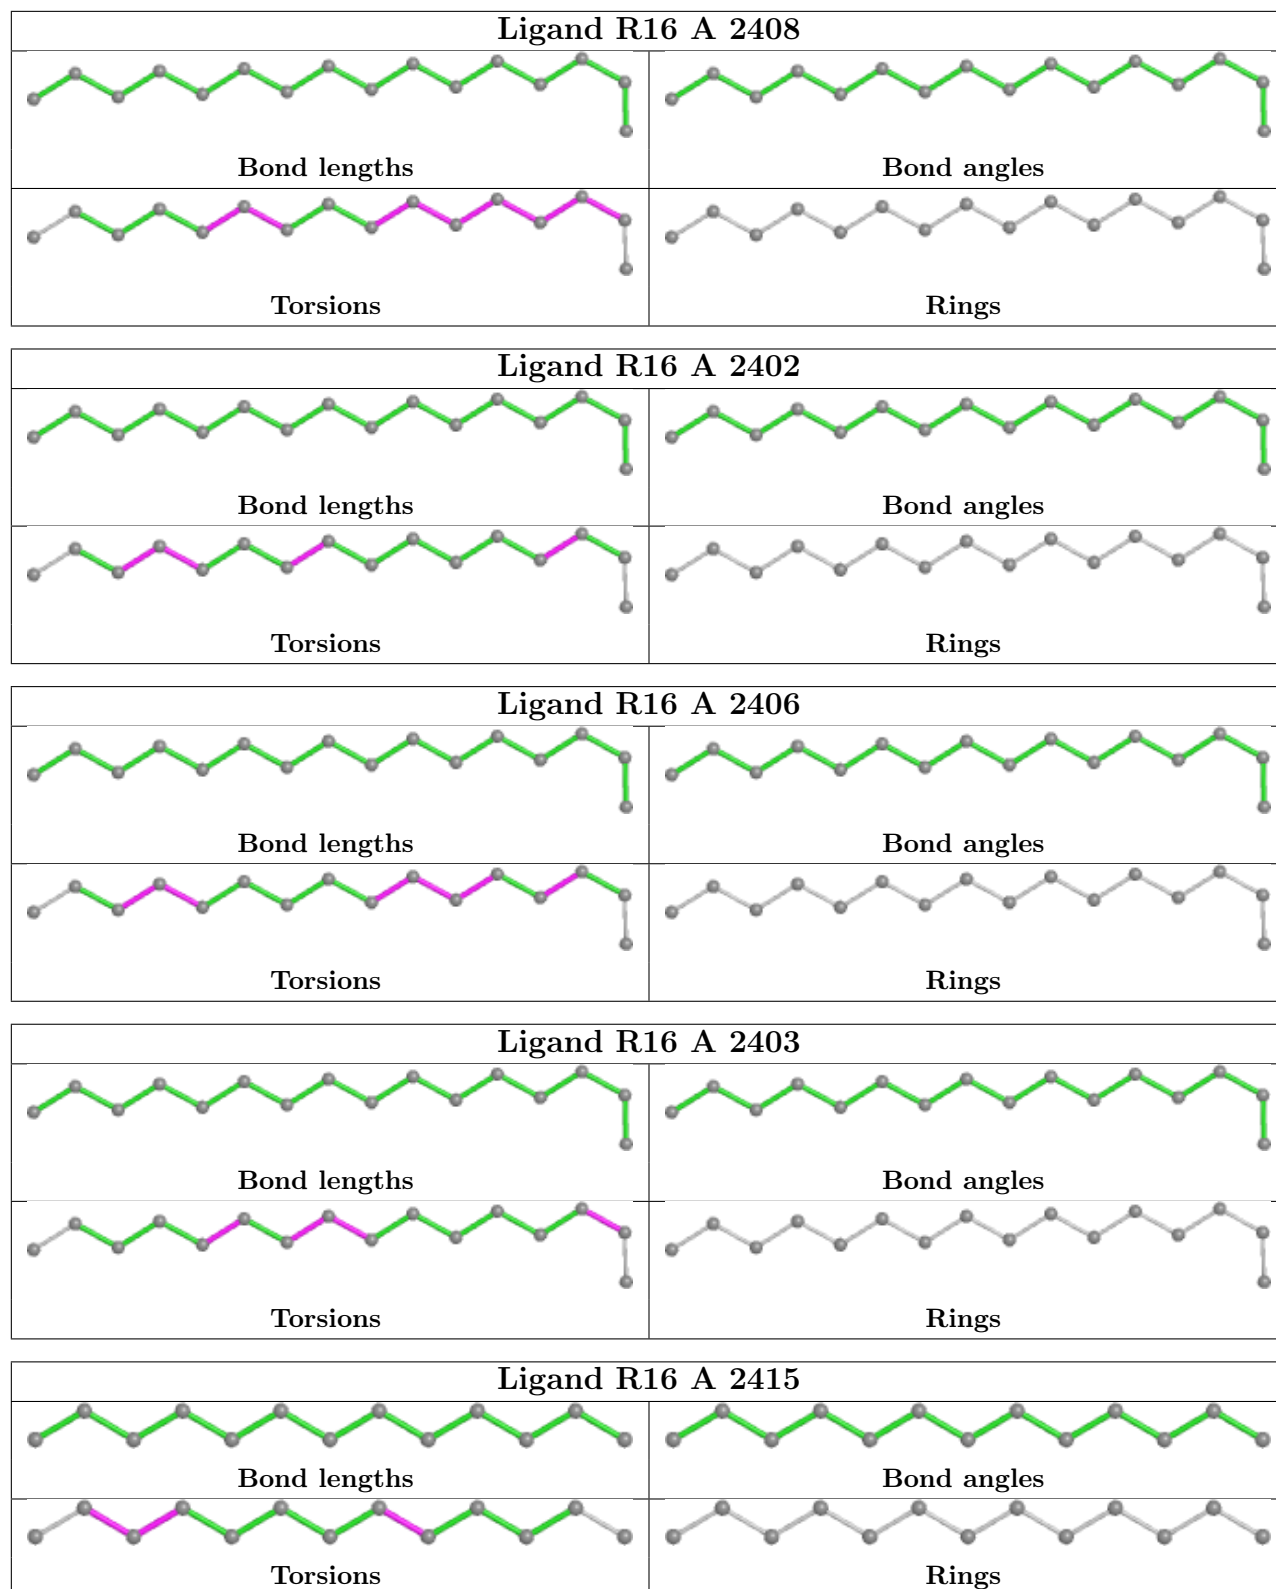 Ligand R16 A 2408
Bond lengths Bond angles
Torsions Rings
Ligand R16 A 2402
Bond lengths Bond angles
Torsions Rings
Ligand R16 A 2406
Bond lengths Bond angles
Torsions Rings
Ligand R16 A 2403
Bond lengths Bond angles
Torsions Rings
Ligand R16 A 2415
Bond lengths Bond angles
Torsions Rings